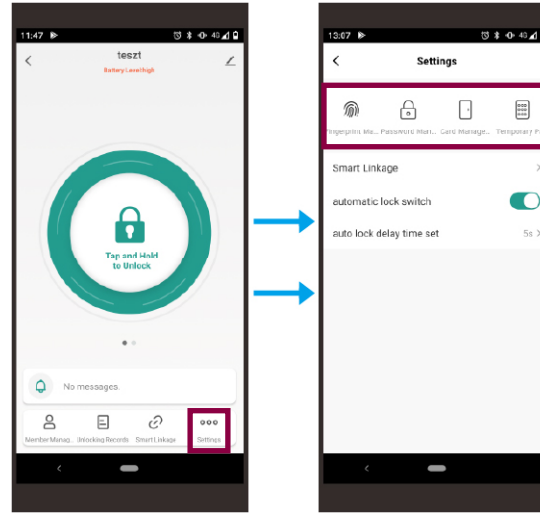 11:47
4G
teszt
Battery Level:high
Tap and Hold
to Unlock
No messages.
Member Manag..
Unlocking Records
Smart Linkage
Settings
13:07
4G
Settings
Fingerprint Ma...
Password Man...
Card Manage...
Temporary P
Smart Linkage
automatic lock switch
auto lock delay time set
5s